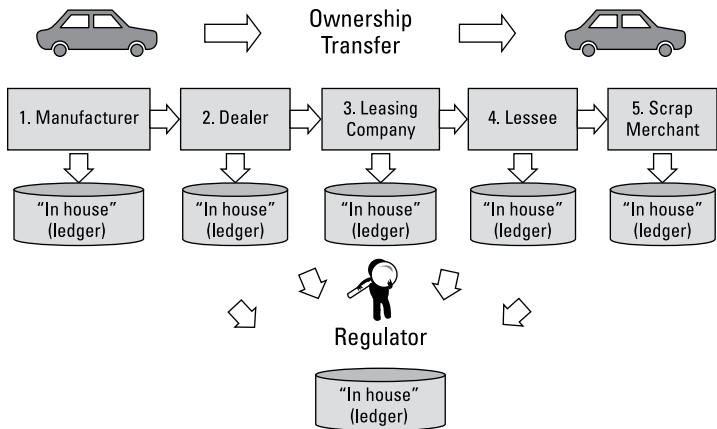 Ownership
Transfer
1. Manufacturer
2. Dealer
3. Leasing
Company
4. Lessee
5. Scrap
Merchant
“In house”
(ledger)
“In house”
(ledger)
“In house”
(ledger)
“In house”
(ledger)
“In house”
(ledger)
Regulator
“In house”
(ledger)